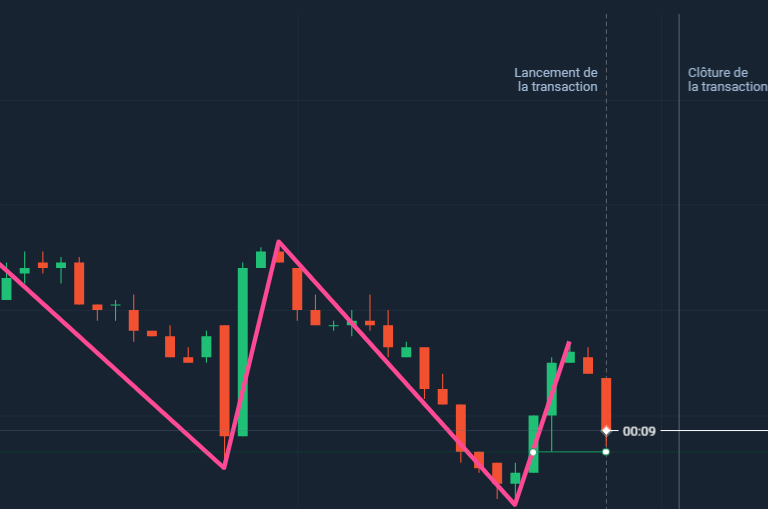 Lancement de
la transaction
Clôture de
la transaction
00:09